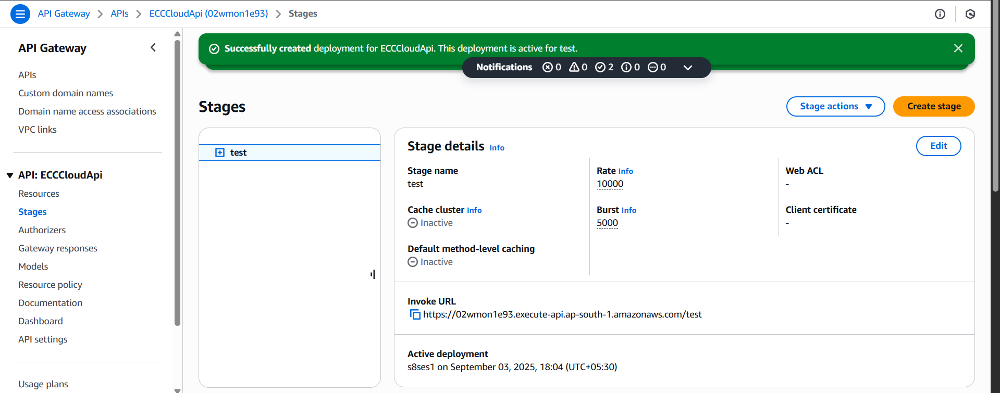 API Gateway > APIs > ECCCloudApi (02wmon1e93) > Stages
API Gateway
APIs
Custom domain names
Domain name access associations
VPC links
API: ECCCloudApi
Resources
Stages
Authorizers
Gateway responses
Models
Resource policy
Documentation
Dashboard
API settings
Usage plans
Successfully created deployment for ECCCloudApi. This deployment is active for test.
Notifications 0 0 2 0 0
Stages
Stage actions
Create stage
test
Stage details Info
Edit
Stage name
test
Cache cluster Info
Inactive
Default method-level caching
Inactive
Rate Info
10000
Burst Info
5000
Web ACL
-
Client certificate
-
Invoke URL
https://02wmon1e93.execute-api.ap-south-1.amazonaws.com/test
Active deployment
s8ses1 on September 03, 2025, 18:04 (UTC+05:30)